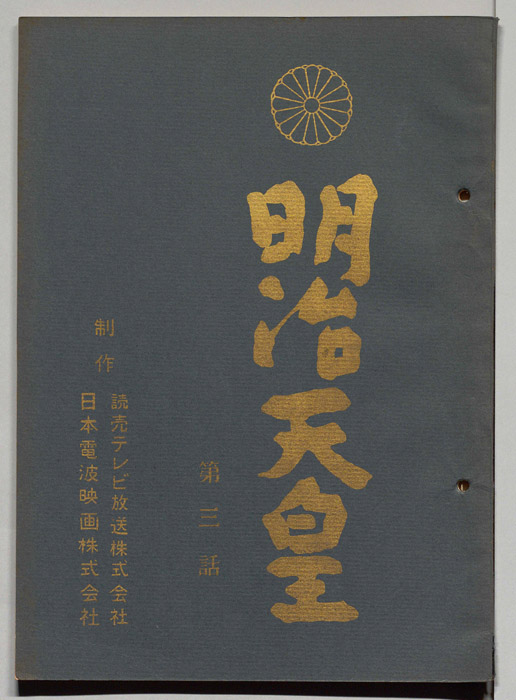 明治天皇
第三話
制作
読売テレビ放送株式会社
日本電波映画株式会社